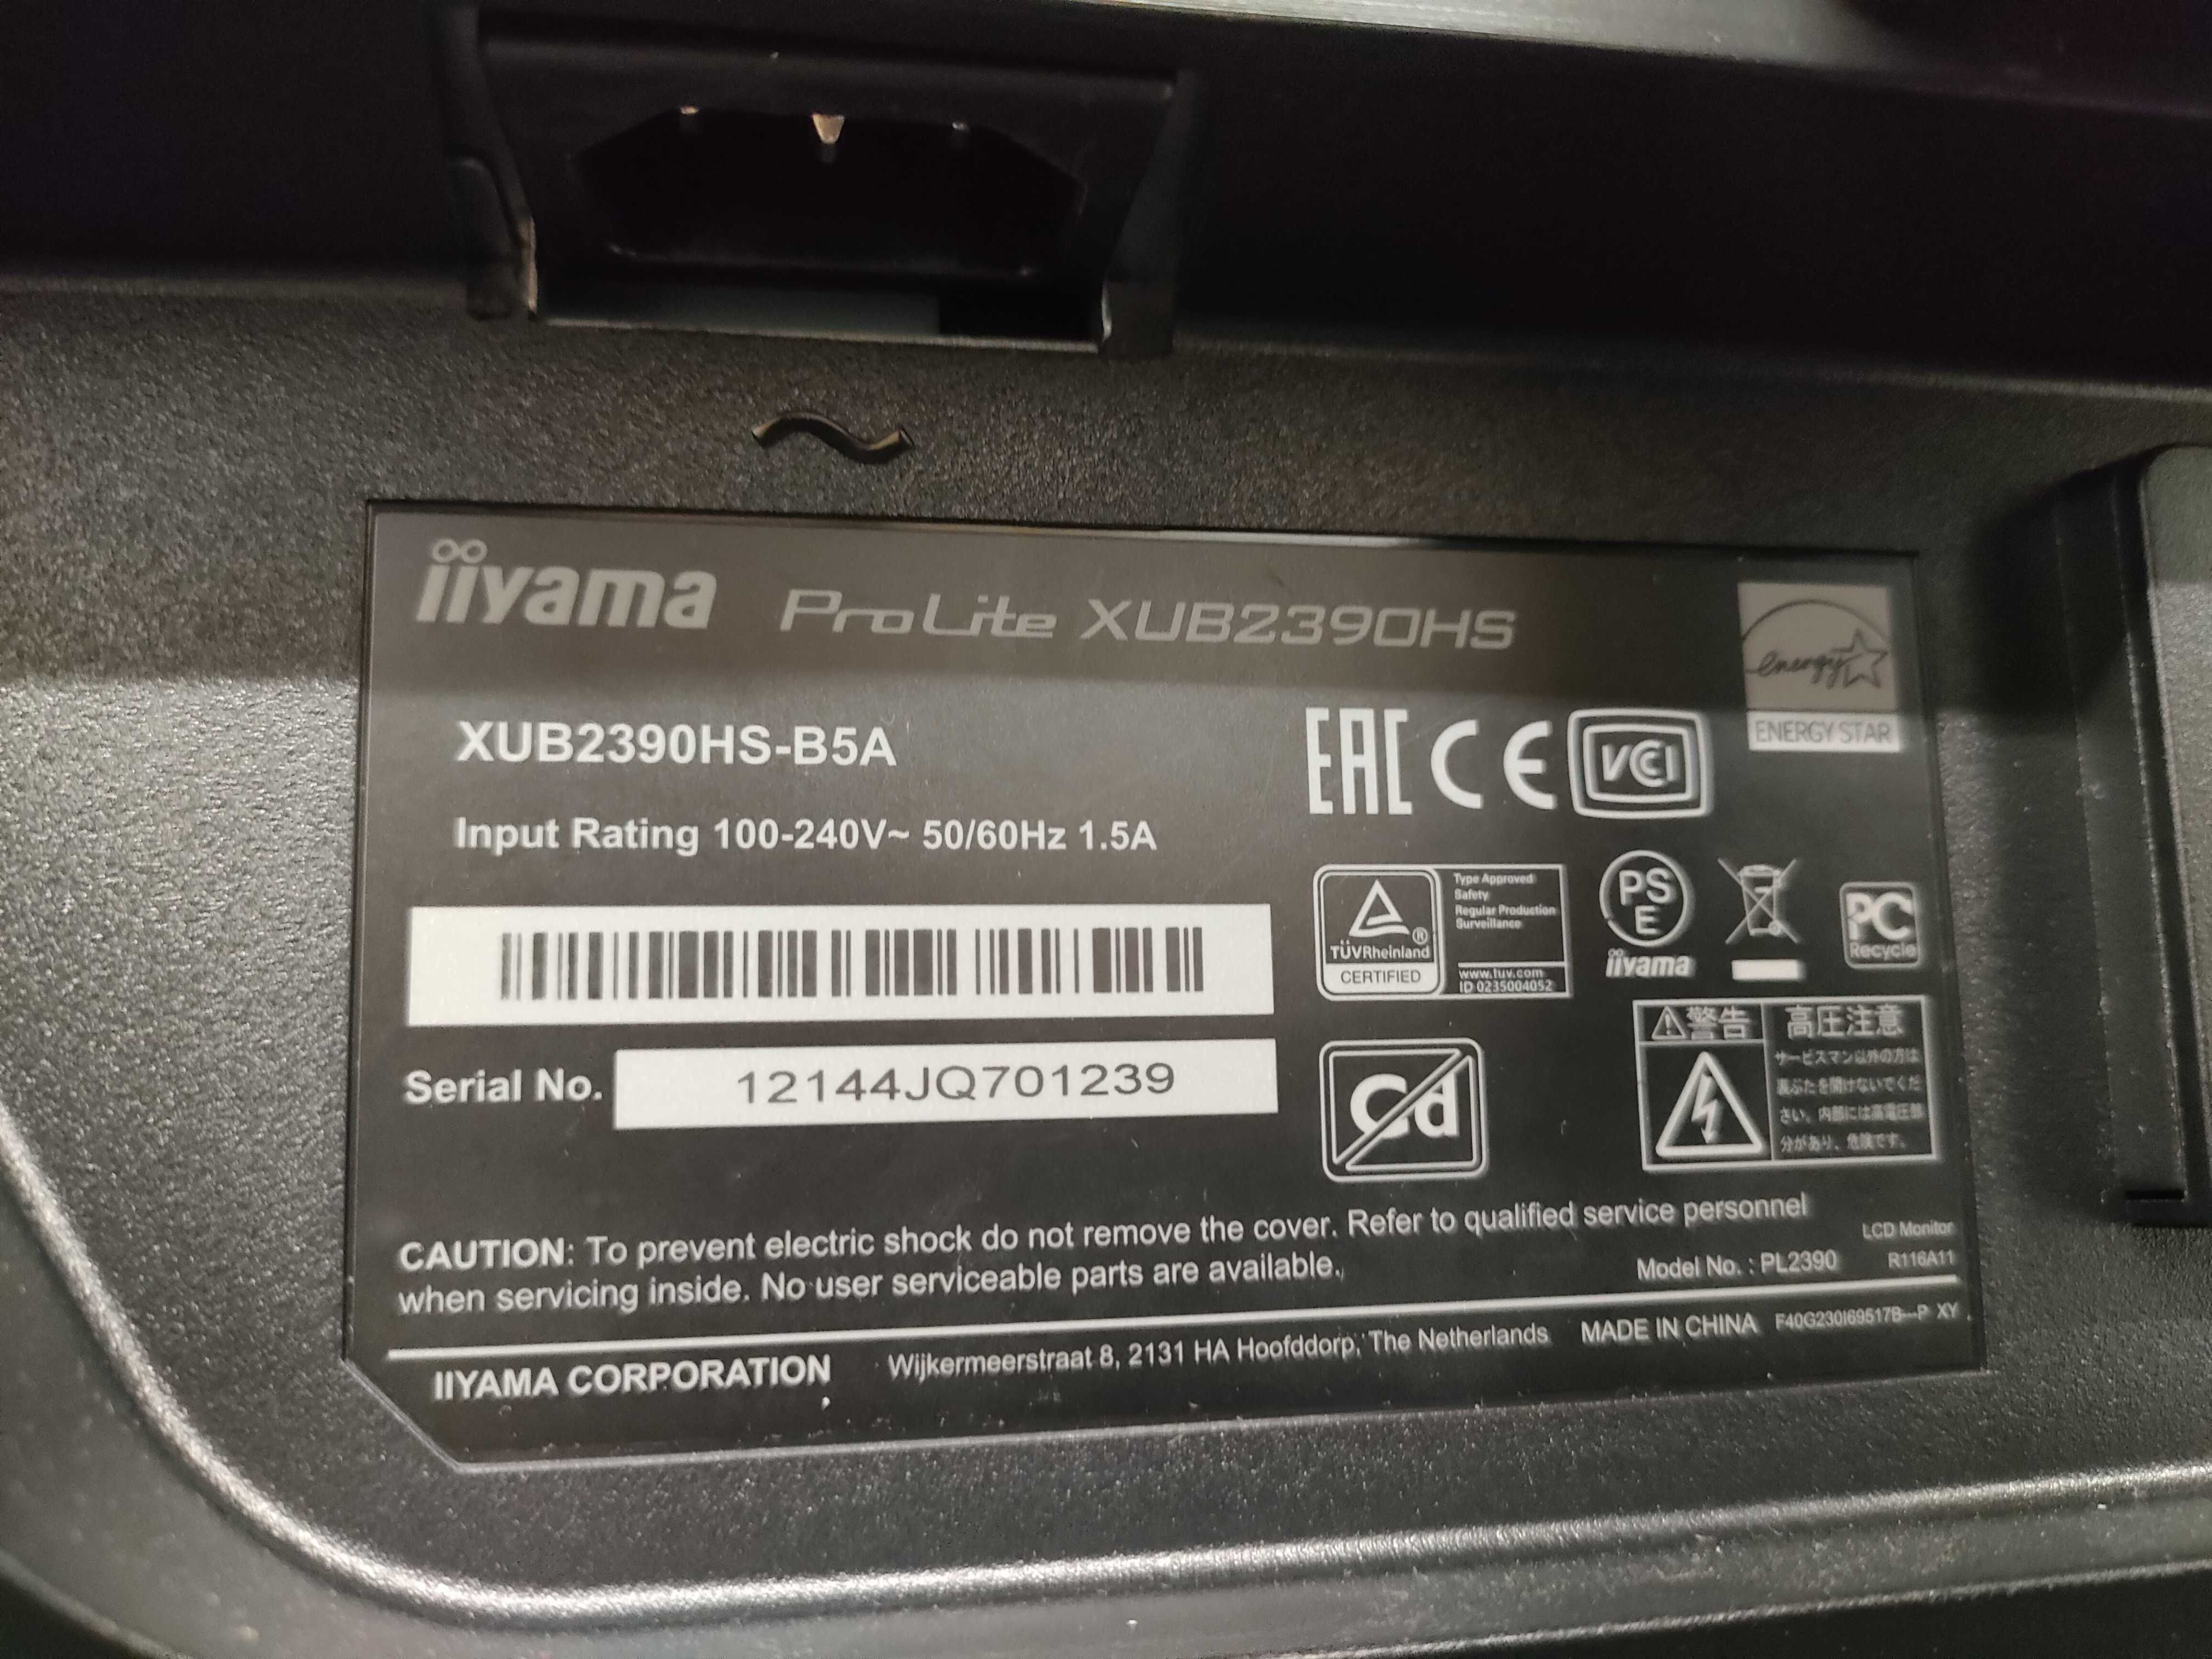 iiyama ProLite XUB2390HS
energy
ENERGY STAR
XUB2390HS-B5A
EAC CE VCCI
Input Rating 100-240V~ 50/60Hz 1.5A
TÜVRheinland
CERTIFIED
Type Approved
Safety
Regular Production
Surveillance
www.tuv.com
ID 0235004052
PS
E
iiyama
PC
Recycle
Serial No. 12144JQ701239
Cd
警告
高圧注意
サービスマン以外の方は
裏ぶたを開けないでくだ
さい。内部には高電圧部
分があり、危険です。
CAUTION: To prevent electric shock do not remove the cover. Refer to qualified service personnel
when servicing inside. No user serviceable parts are available.
LCD Monitor
Model No. : PL2390 R116A11
IIYAMA CORPORATION Wijkermeerstraat 8, 2131 HA Hoofddorp, The Netherlands MADE IN CHINA F40G230I69517B---P XY